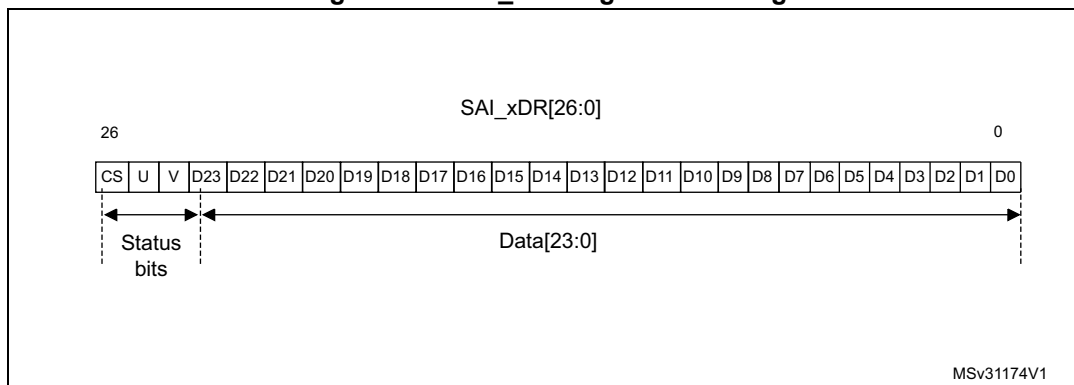 SAI_xDR[26:0]
26 0
CS U V D23 D22 D21 D20 D19 D18 D17 D16 D15 D14 D13 D12 D11 D10 D9 D8 D7 D6 D5 D4 D3 D2 D1 D0
Status
bits
Data[23:0]
MSv31174V1